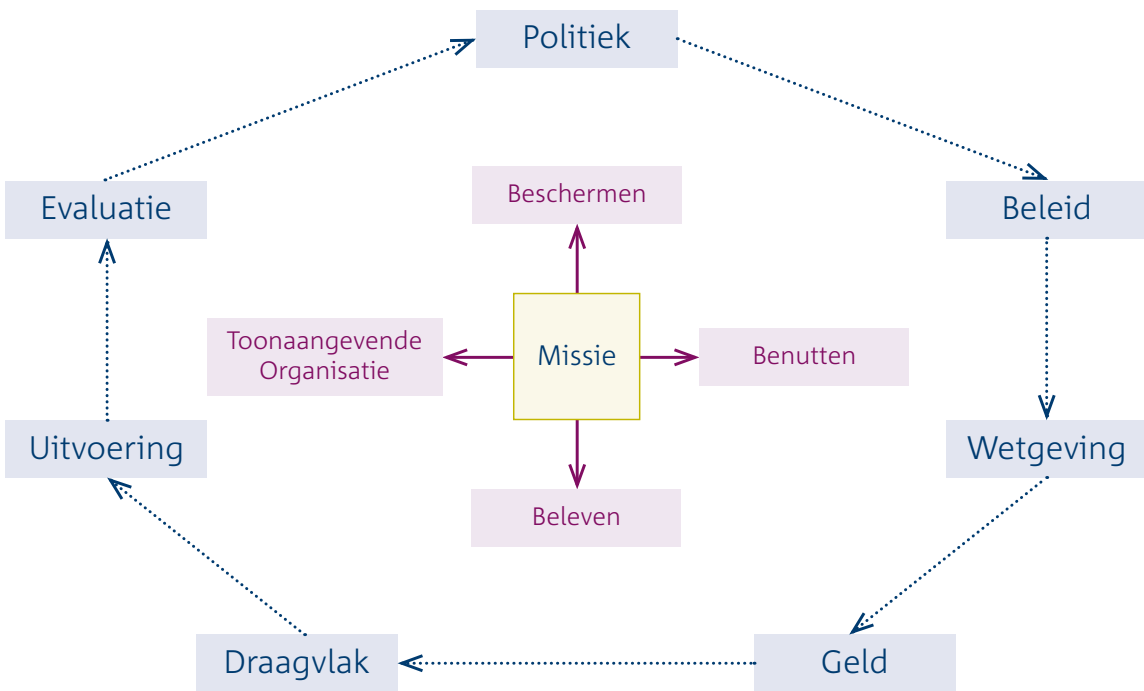 Politiek
Evaluatie
Beschermen
Beleid
Toonaangevende
Organisatie
Missie
Benutten
Uitvoering
Wetgeving
Beleven
Draagvlak
Geld